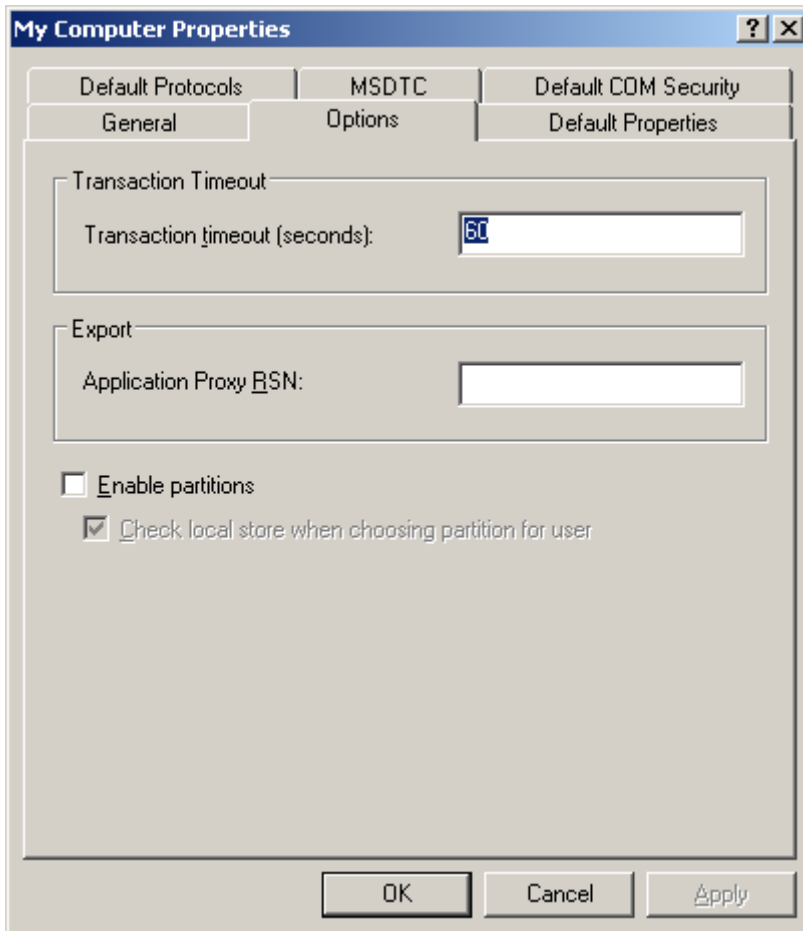 My Computer Properties
Default Protocols MSDTC Default COM Security
General Options Default Properties
Transaction Timeout
Transaction timeout (seconds): 60
Export
Application Proxy RSN:
Enable partitions
Check local store when choosing partition for user
OK Cancel Apply